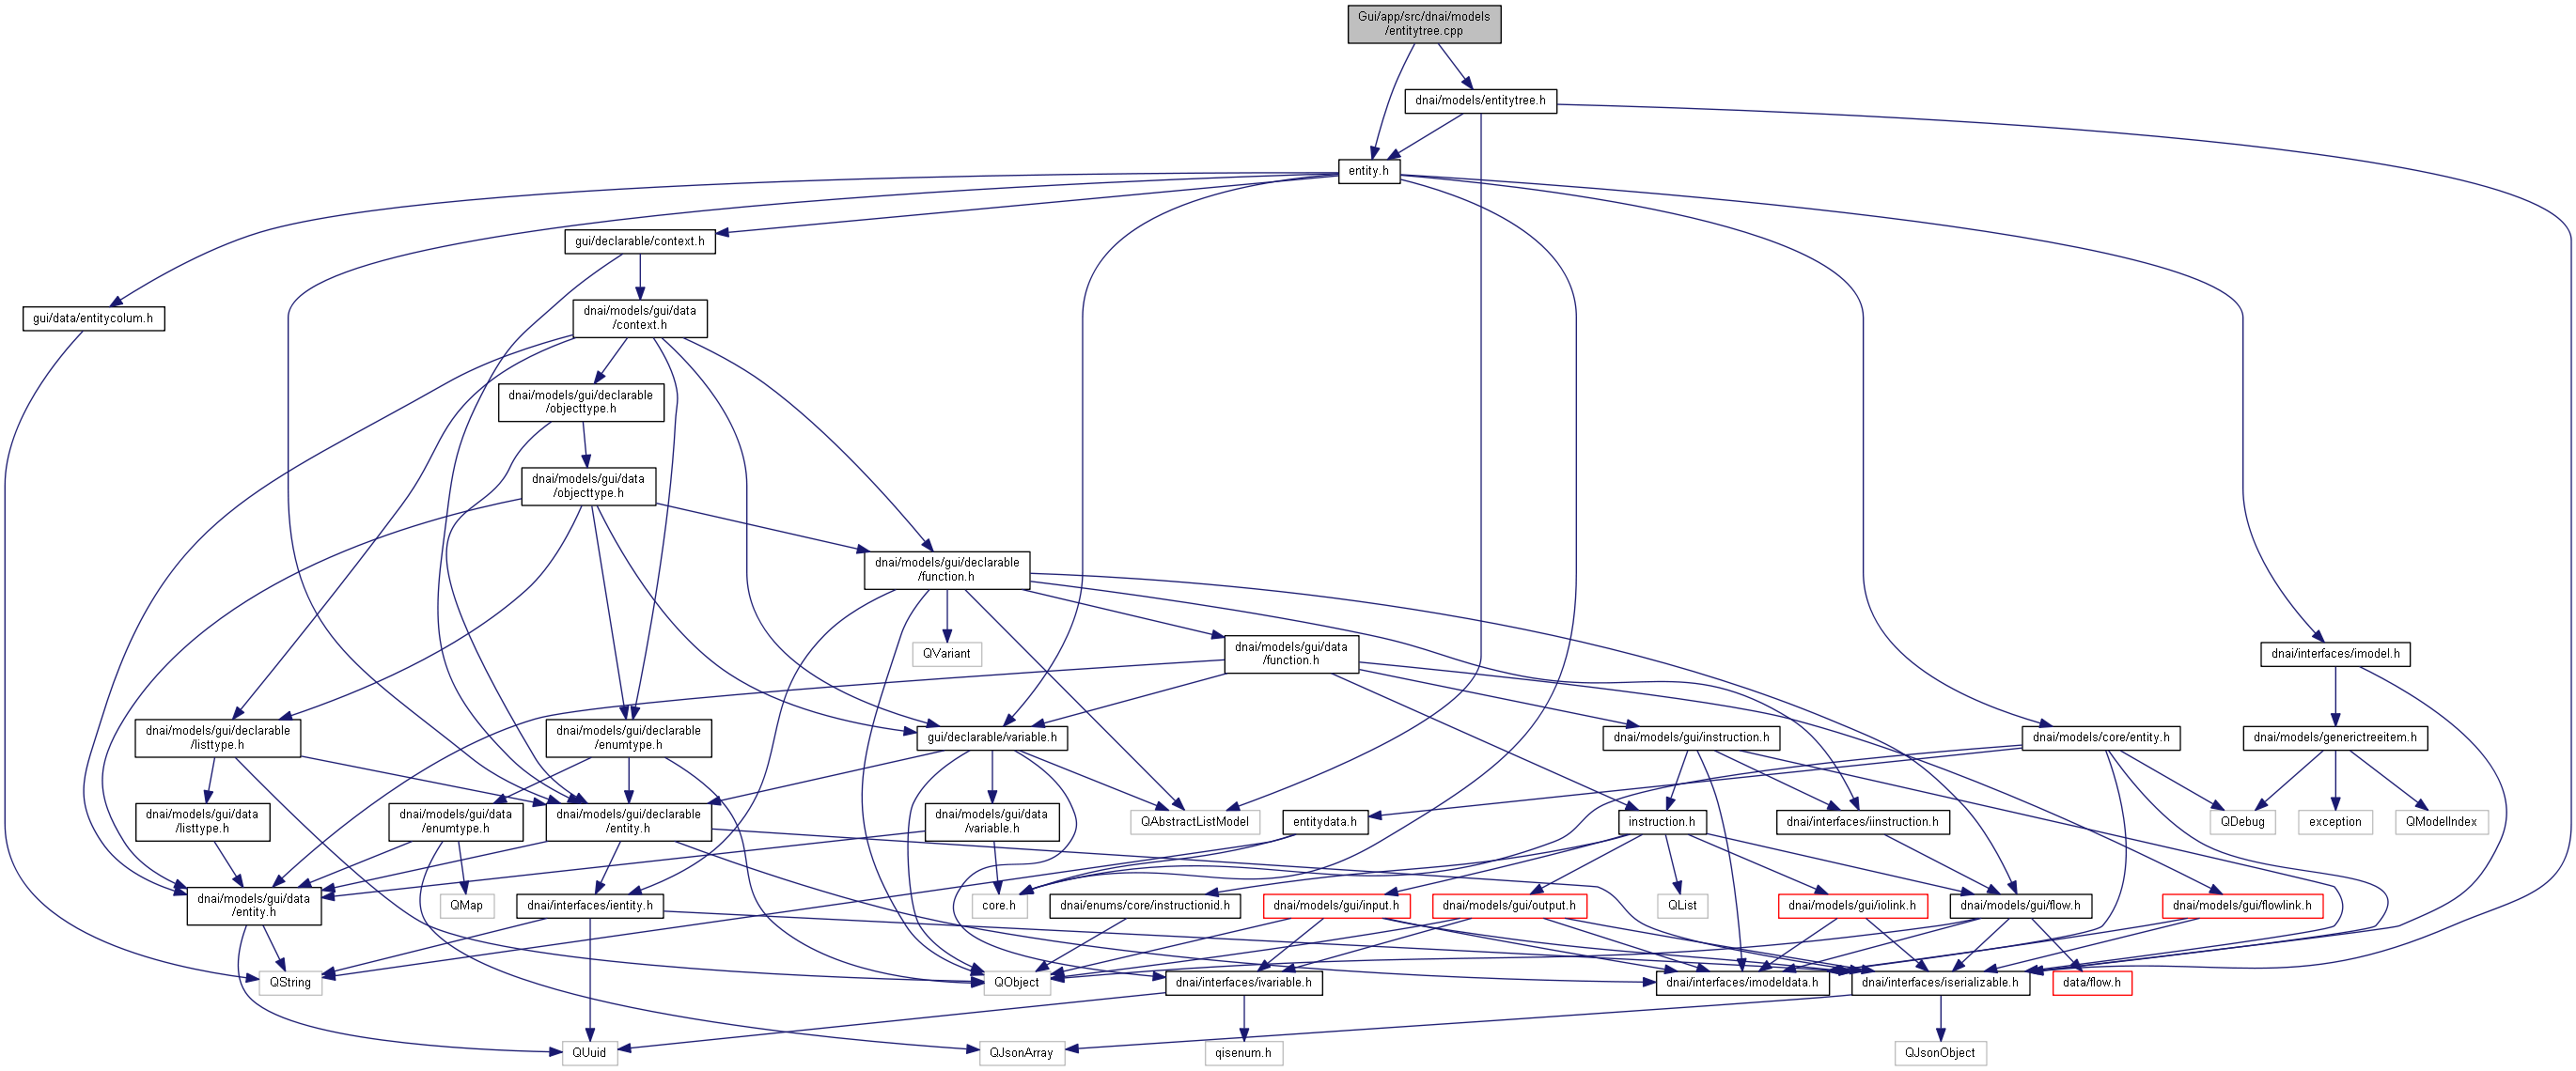 Gui/app/src/dnai/models
/entitytree.cpp
dnai/models/entitytree.h
entity.h
gui/declarable/context.h
gui/data/entitycolum.h
dnai/models/gui/data
/context.h
dnai/models/gui/declarable
/objecttype.h
dnai/models/gui/data
/objecttype.h
dnai/models/gui/declarable
/function.h
QVariant
dnai/models/gui/data
/function.h
dnai/interfaces/imodel.h
dnai/models/gui/declarable
/listtype.h
dnai/models/gui/declarable
/enumtype.h
gui/declarable/variable.h
dnai/models/gui/instruction.h
dnai/models/core/entity.h
dnai/models/generictreeitem.h
dnai/models/gui/data
/listtype.h
dnai/models/gui/data
/enumtype.h
dnai/models/gui/declarable
/entity.h
dnai/models/gui/data
/variable.h
QAbstractListModel
entitydata.h
instruction.h
dnai/interfaces/iinstruction.h
QDebug
exception
QModelIndex
dnai/models/gui/data
/entity.h
QMap
dnai/interfaces/ientity.h
core.h
dnai/enums/core/instructionid.h
dnai/models/gui/input.h
dnai/models/gui/output.h
QList
dnai/models/gui/iolink.h
dnai/models/gui/flow.h
dnai/models/gui/flowlink.h
QString
QObject
dnai/interfaces/ivariable.h
dnai/interfaces/imodeldata.h
dnai/interfaces/iserializable.h
data/flow.h
QUuid
QJsonArray
qisenum.h
QJsonObject